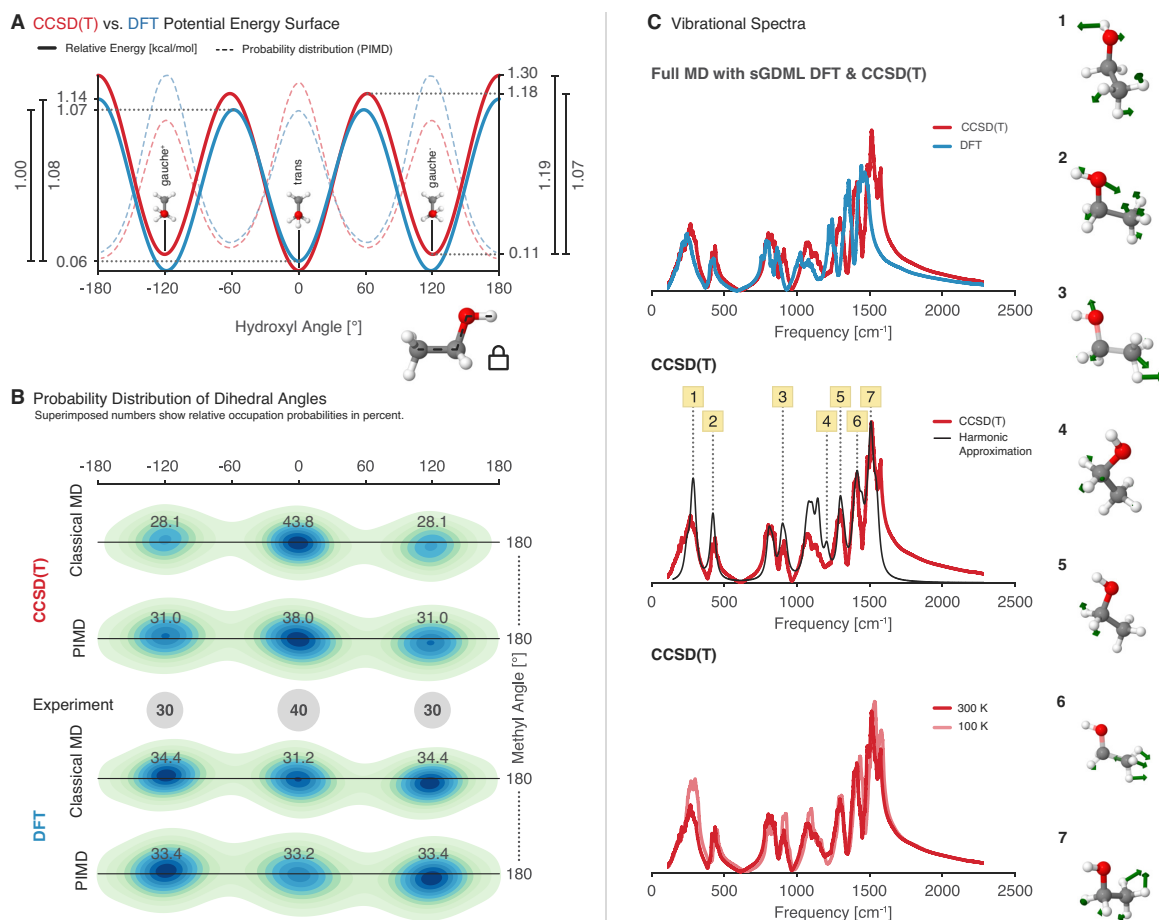 A CCSD(T) vs. DFT Potential Energy Surface
Relative Energy [kcal/mol] Probability distribution (PIMD)
1.14
1.07
0.06
1.00
1.08
1.30
1.18
0.11
1.19
1.07
gauche⁺
trans
gauche⁻
-180 -120 -60 0 60 120 180
Hydroxyl Angle [°]
B Probability Distribution of Dihedral Angles
Superimposed numbers show relative occupation probabilities in percent.
-180 -120 -60 0 60 120 180
CCSD(T)
Classical MD
28.1 43.8 28.1
180
PIMD
31.0 38.0 31.0
180
Experiment
30 40 30
Methyl Angle [°]
DFT
Classical MD
34.4 31.2 34.4
180
PIMD
33.4 33.2 33.4
180
C Vibrational Spectra
Full MD with sGDML DFT & CCSD(T)
CCSD(T)
DFT
0 500 1000 1500 2000 2500
Frequency [cm⁻¹]
CCSD(T)
1 2 3 4 5 6 7
CCSD(T)
Harmonic
Approximation
0 500 1000 1500 2000 2500
Frequency [cm⁻¹]
CCSD(T)
300 K
100 K
0 500 1000 1500 2000 2500
Frequency [cm⁻¹]
1
2
3
4
5
6
7